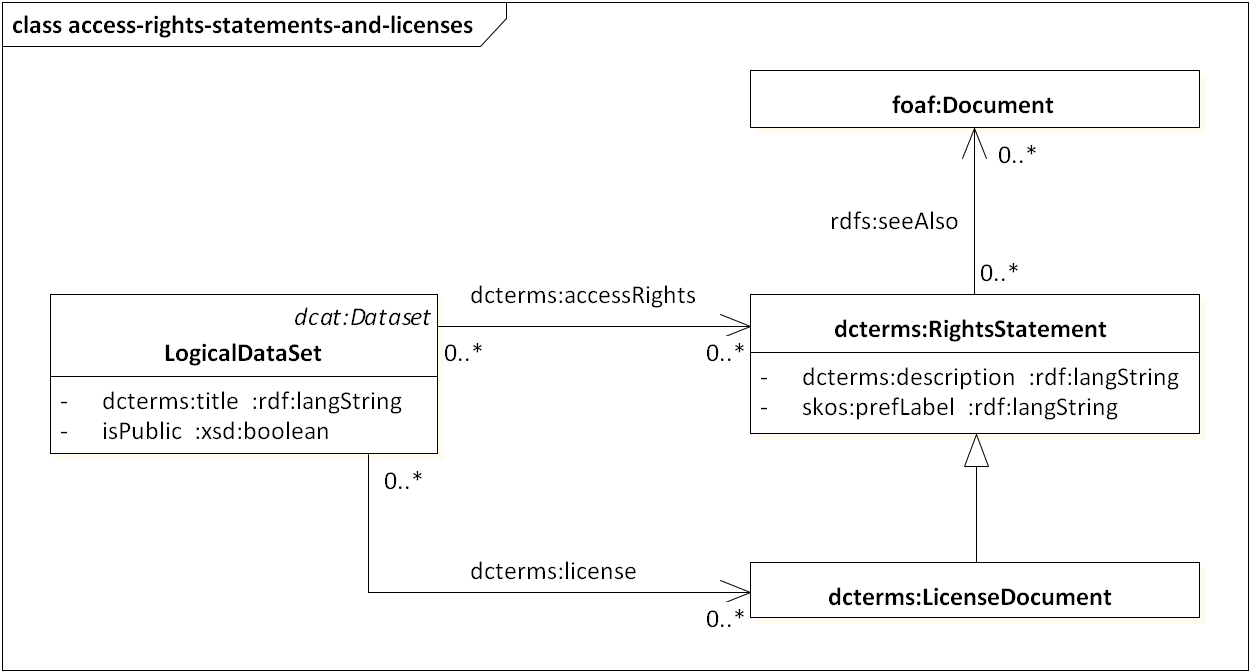 class access-rights-statements-and-licenses
foaf:Document
0..*
rdfs:seeAlso
0..*
dcterms:accessRights
dcat:Dataset
LogicalDataSet
0..*
0..*
dcterms:RightsStatement
- dcterms:title :rdf:langString
- isPublic :xsd:boolean
- dcterms:description :rdf:langString
- skos:prefLabel :rdf:langString
0..*
dcterms:license
0..*
dcterms:LicenseDocument